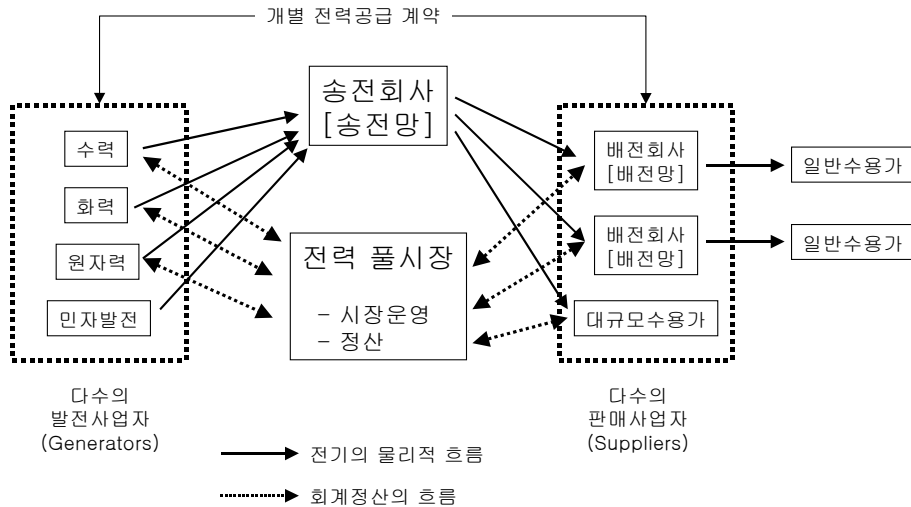 개별 전력공급 계약
송전회사
[송전망]
수력
화력
원자력
민자발전
전력 풀시장
– 시장운영
– 정산
배전회사
[배전망]
배전회사
[배전망]
대규모수용가
일반수용가
일반수용가
다수의
발전사업자
(Generators)
다수의
판매사업자
(Suppliers)
전기의 물리적 흐름
회계정산의 흐름